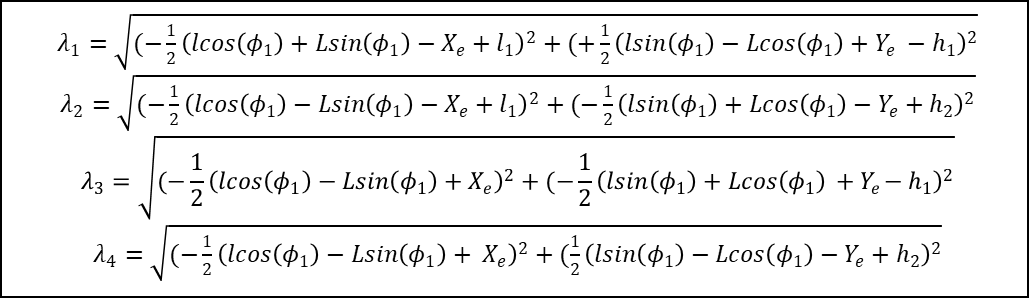 λ₁ = √((−½ (lcos(ϕ₁) + Lsin(ϕ₁) − Xₑ + l₁)² + (+½ (lsin(ϕ₁) − Lcos(ϕ₁) + Yₑ − h₁)²
λ₂ = √((−½ (lcos(ϕ₁) − Lsin(ϕ₁) − Xₑ + l₁)² + (−½ (lsin(ϕ₁) + Lcos(ϕ₁) − Yₑ + h₂)²
λ₃ = √((−½ (lcos(ϕ₁) − Lsin(ϕ₁) + Xₑ)² + (−½ (lsin(ϕ₁) + Lcos(ϕ₁) + Yₑ − h₁)²
λ₄ = √((−½ (lcos(ϕ₁) − Lsin(ϕ₁) + Xₑ)² + (½ (lsin(ϕ₁) − Lcos(ϕ₁) − Yₑ + h₂)²